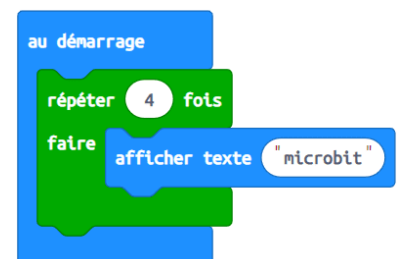 au démarrage
répéter 4 fois
faire
afficher texte "microbit"